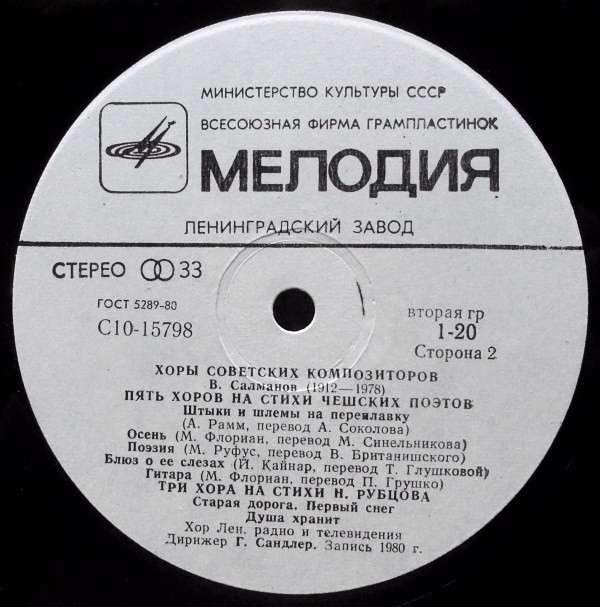 МИНИСТЕРСТВО КУЛЬТУРЫ СССР
ВСЕСОЮЗНАЯ ФИРМА ГРАМПЛАСТИНОК
МЕЛОДИЯ
ЛЕНИНГРАДСКИЙ ЗАВОД
СТЕРЕО 33
ГОСТ 5289-80
С10-15798
вторая гр
1-20
Сторона 2
ХОРЫ СОВЕТСКИХ КОМПОЗИТОРОВ
В. Салманов (1912—1978)
ПЯТЬ ХОРОВ НА СТИХИ ЧЕШСКИХ ПОЭТОВ
Штыки и шлемы на переплавку
(А. Рамм, перевод А. Соколова)
Осень (М. Флориан, перевод М. Синельникова)
Поэзия (М. Руфус, перевод В. Британишского)
Блюз о ее слезах (Й. Кайнар, перевод Т. Глушковой)
Гитара (М. Флориан, перевод П. Грушко)
ТРИ ХОРА НА СТИХИ Н. РУБЦОВА
Старая дорога. Первый снег
Душа хранит
Хор Лен. радио и телевидения
Дирижер Г. Сандлер. Запись 1980 г.